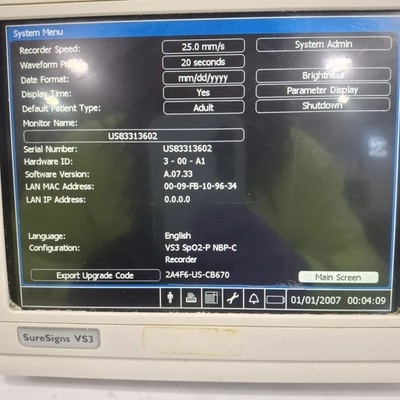 System Menu
Recorder Speed: 25.0 mm/s System Admin
Waveform 20 seconds
Date Format: mm/dd/yyyy Brightness
Display Time: Yes Parameter Display
Default Patient Type: Adult Shutdown
Monitor Name:
US83313602
Serial Number: US83313602
Hardware ID: 3 - 00 - A1
Software Version: A.07.33
LAN MAC Address: 00-09-FB-10-96-34
LAN IP Address: 0.0.0.0
Language: English
Configuration: VS3 SpO2-P NBP-C
Recorder
Export Upgrade Code 2A4F6-US-CB670 Main Screen
01/01/2007 00:04:09
SureSigns VS3